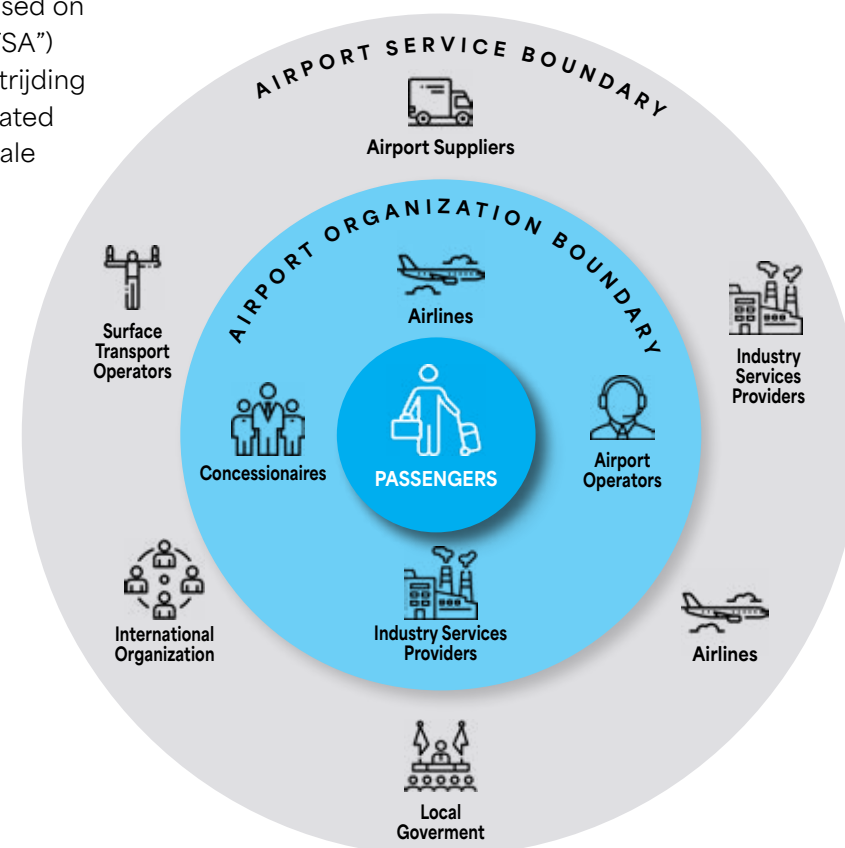 sed on
SA”)
trijding
ated
ale
AIRPORT SERVICE BOUNDARY
Airport Suppliers
AIRPORT ORGANIZATION BOUNDARY
Airlines
Surface
Transport
Operators
Industry
Services
Providers
Concessionaires
PASSENGERS
Airport
Operators
International
Organization
Industry Services
Providers
Airlines
Local
Goverment